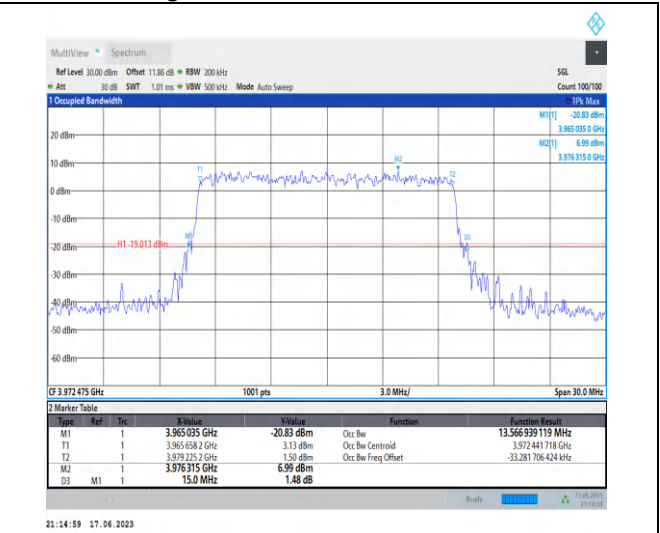 MultiView Spectrum
Ref Level 30.00 dBm Offset 11.86 dB RBW 200 kHz SGL
Att 30 dB SWT 1.01 ms VBW 500 kHz Mode Auto Sweep Count 100/100
1 Occupied Bandwidth 1Pk Max
M1[1] -20.83 dBm
3.965 035 0 GHz
M2[1] 6.99 dBm
3.976 315 0 GHz
20 dBm
10 dBm
0 dBm
-10 dBm
-20 dBm
-30 dBm
-40 dBm
-50 dBm
-60 dBm
T1
M2
T2
M1
D3
H1 -19.013 dBm
CF 3.972 475 GHz 1001 pts 3.0 MHz/ Span 30.0 MHz
2 Marker Table
Type Ref Trc X-Value Y-Value Function Function Result
M1 1 3.965035 GHz -20.83 dBm Occ Bw 13.566 939 119 MHz
T1 1 3.965 658 2 GHz 3.13 dBm Occ Bw Centroid 3.972 441 718 GHz
T2 1 3.979 225 2 GHz 1.50 dBm Occ Bw Freq Offset -33.281 706 424 kHz
M2 1 3.976315 GHz 6.99 dBm
D3 M1 1 15.0 MHz 1.48 dB
Ready 17.06.2023
21:14:59
21:14:59 17.06.2023